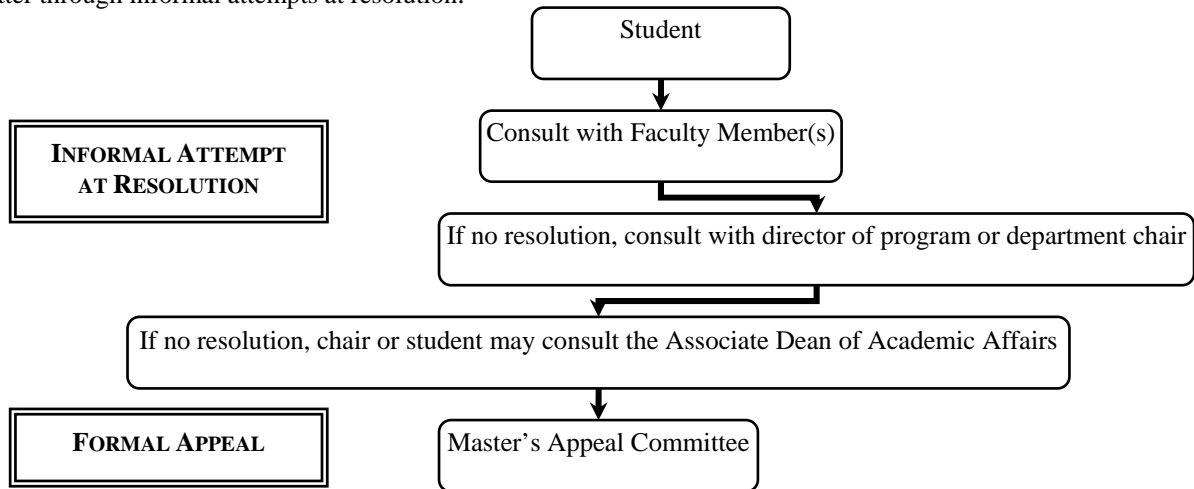 through informal attempts at resolution.
Student
Consult with Faculty Member(s)
INFORMAL ATTEMPT
AT RESOLUTION
If no resolution, consult with director of program or department chair
If no resolution, chair or student may consult the Associate Dean of Academic Affairs
FORMAL APPEAL
Master’s Appeal Committee